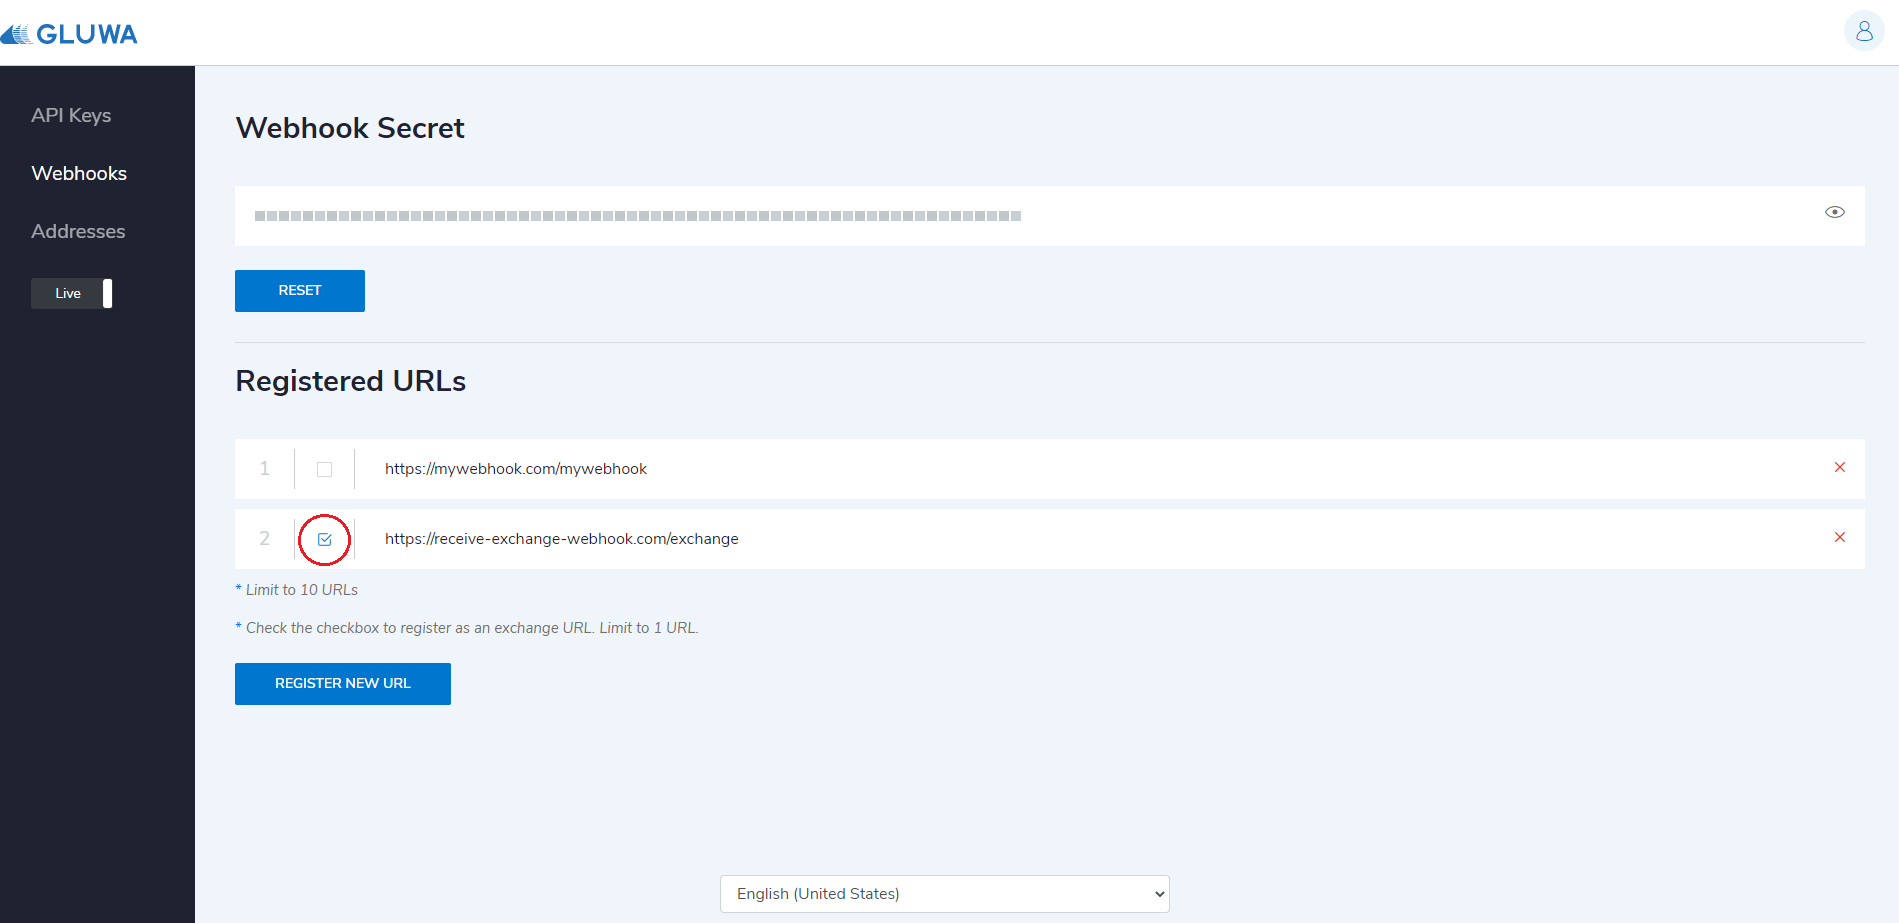 GLUWA
API Keys
Webhooks
Addresses
Live
Webhook Secret
RESET
Registered URLs
1 https://mywebhook.com/mywebhook
2 https://receive-exchange-webhook.com/exchange
* Limit to 10 URLs
* Check the checkbox to register as an exchange URL. Limit to 1 URL.
REGISTER NEW URL
English (United States)